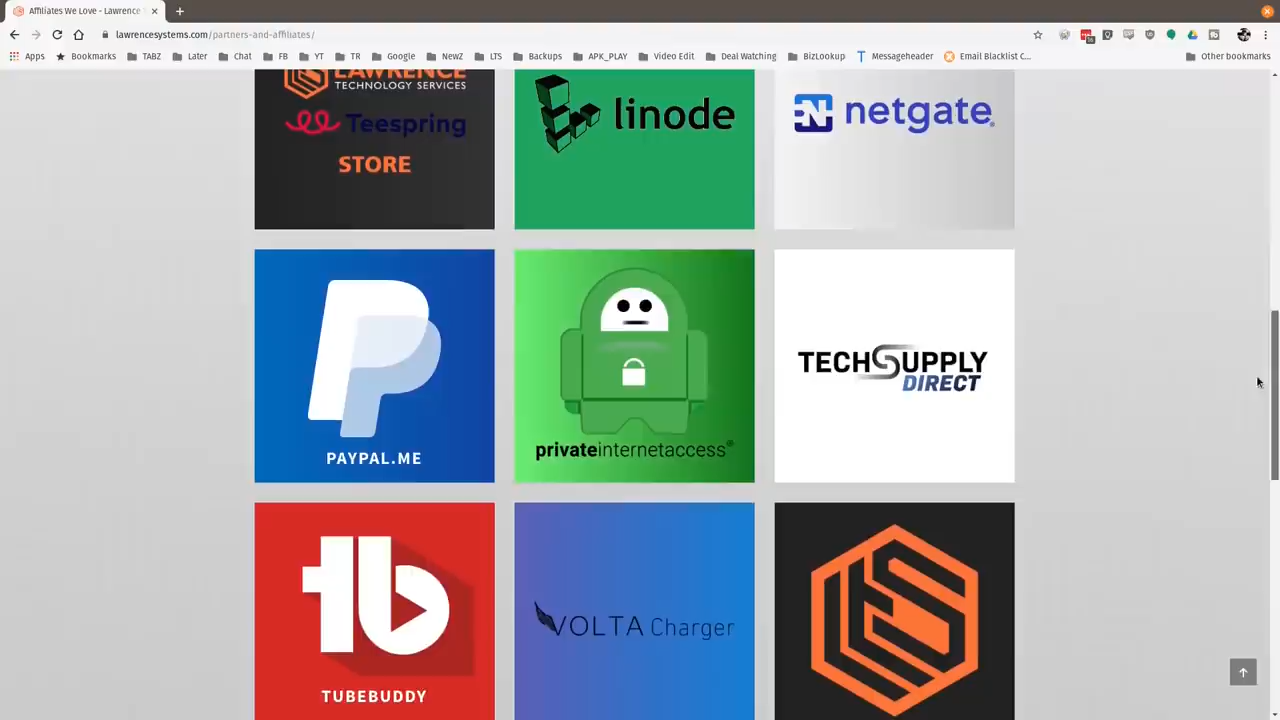 Affiliates We Love - Lawrence
lawrencesystems.com/partners-and-affiliates/
Apps Bookmarks TABZ Later Chat FB YT TR Google NewZ LTS Backups APK_PLAY Video Edit Deal Watching BizLookup Messageheader Email Blacklist C... Other bookmarks
LAWRENCE
TECHNOLOGY SERVICES
Teespring
STORE
linode
netgate®
PAYPAL.ME
privateinternetaccess®
TECHSUPPLY
DIRECT
TUBEBUDDY
VOLTA Charger